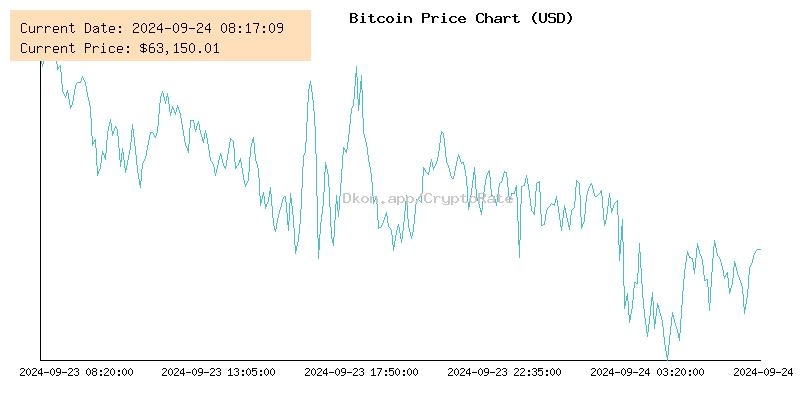 Bitcoin Price Chart (USD)
Current Date: 2024-09-24 08:17:09
Current Price: $63,150.01
Dkon.app/CryptoRate
2024-09-23 08:20:00
2024-09-23 13:05:00
2024-09-23 17:50:00
2024-09-23 22:35:00
2024-09-24 03:20:00
2024-09-24